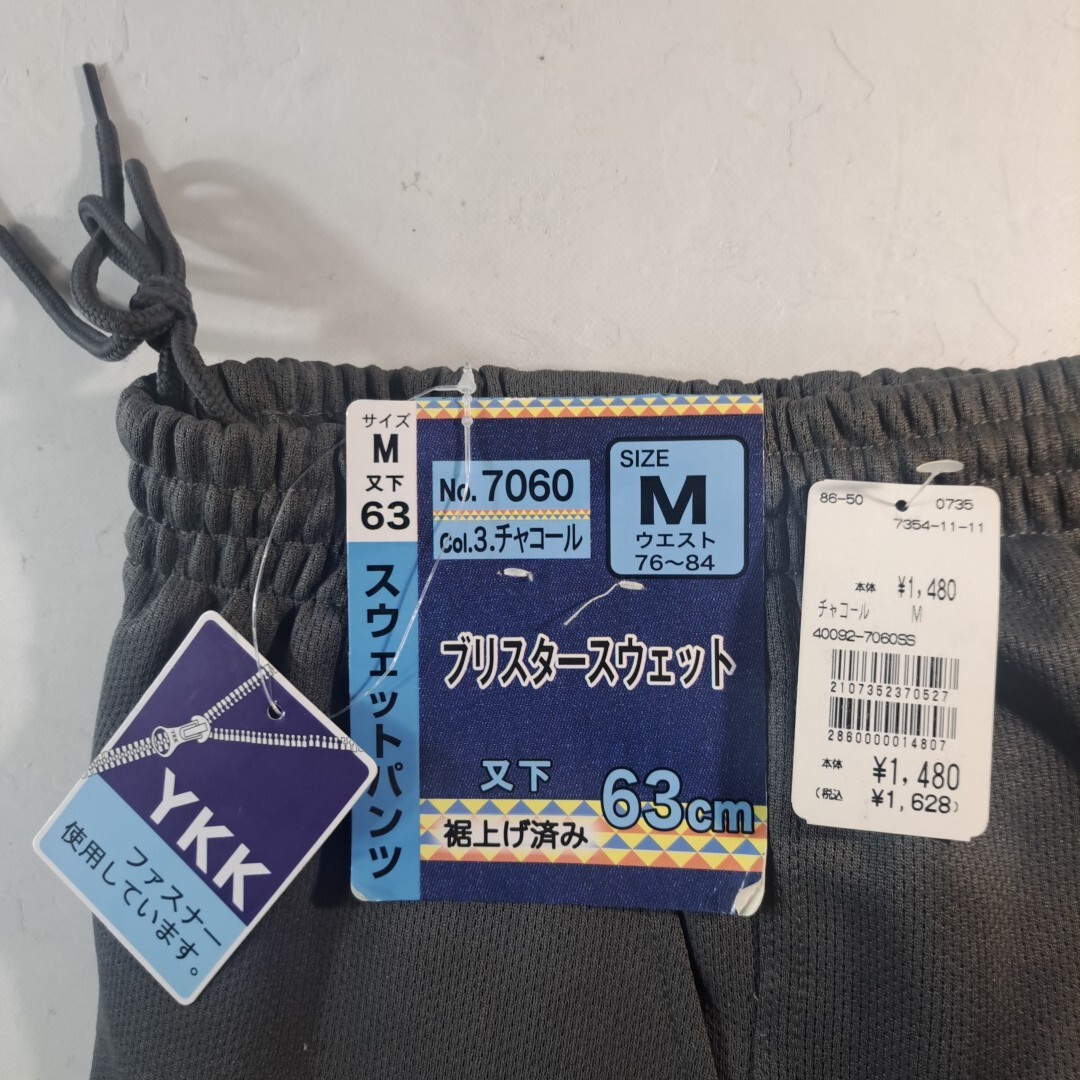 サイズ
M
又下
63
スウェットパンツ
No.7060
Col.3.チャコール
SIZE
M
ウエスト
76〜84
ブリスタースウェット
又下
63cm
裾上げ済み
YKK
ファスナー
使用しています。
86-50 0735
7354-11-11
本体 ¥1,480
チャコール M
40092-7060SS
2107352370527
2860000014807
本体 ¥1,480
(税込 ¥1,628)